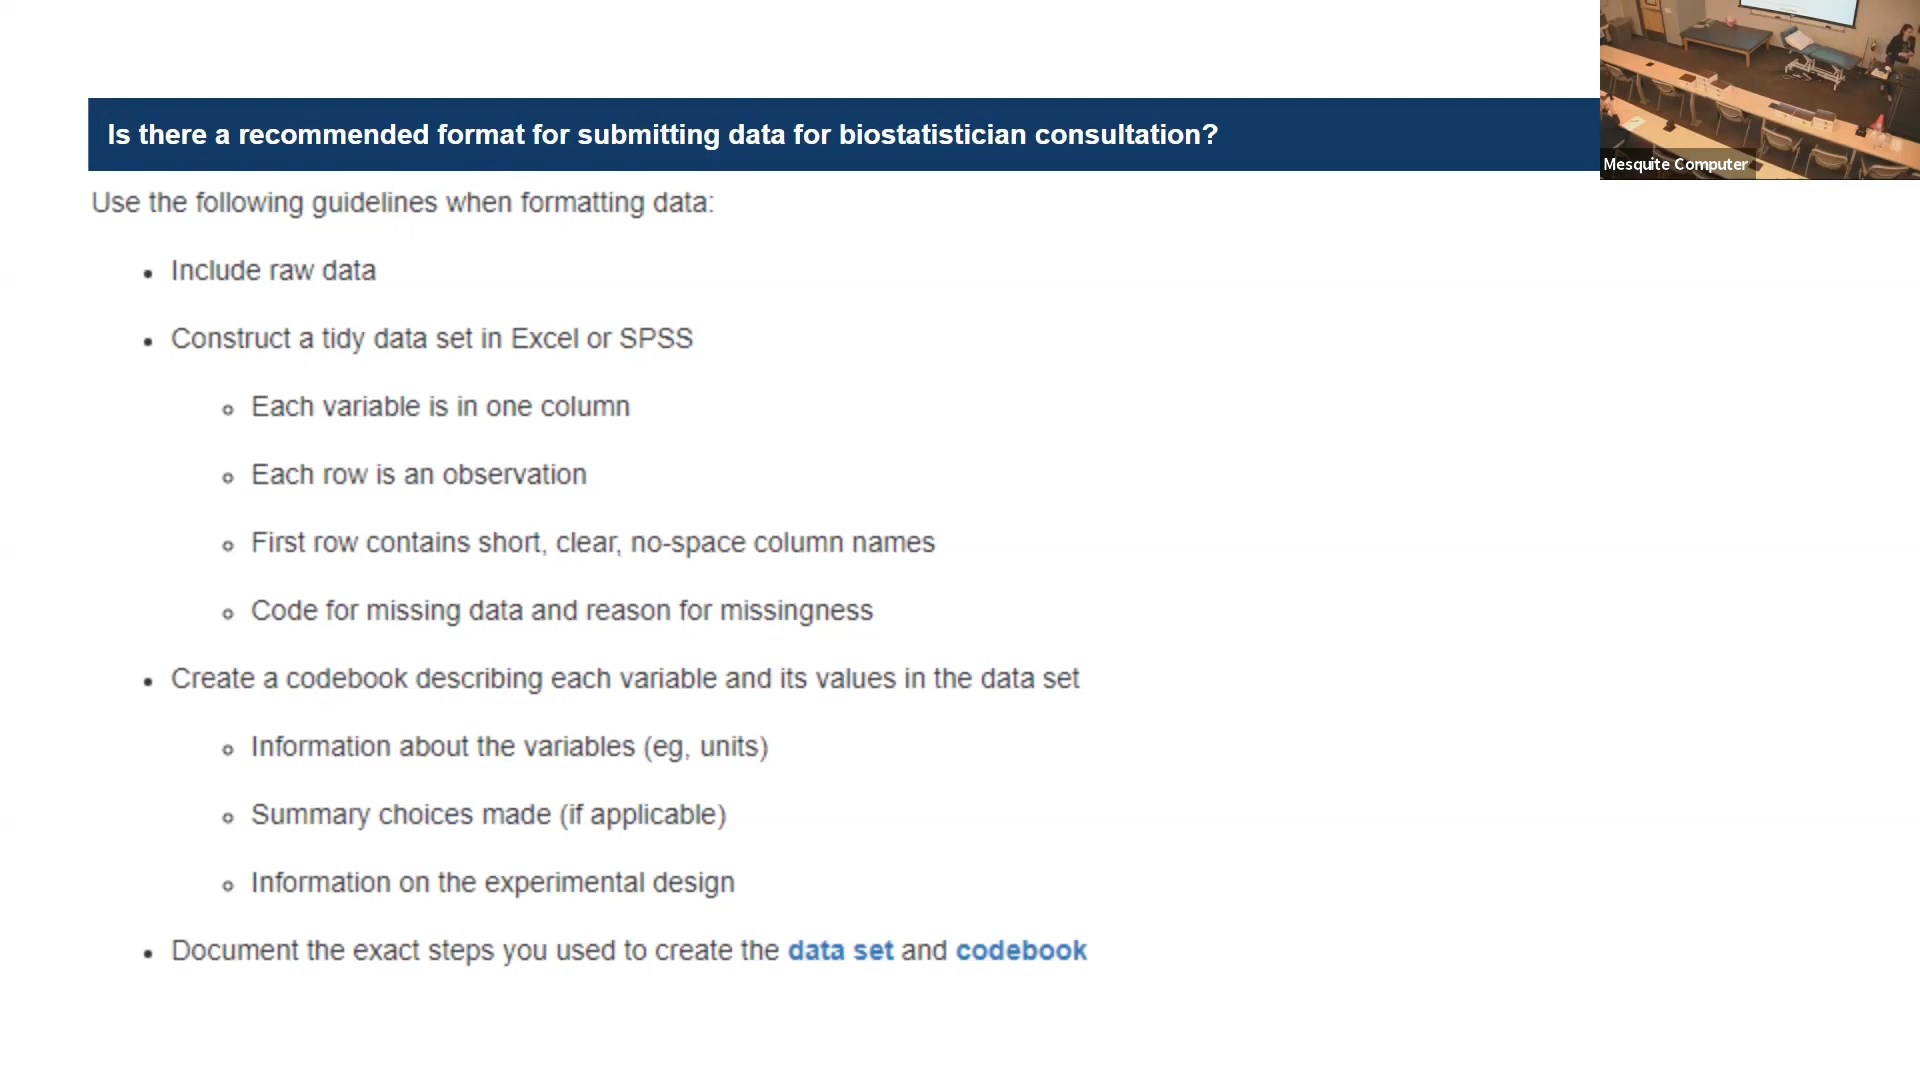 Is there a recommended format for submitting data for biostatistician consultation?
Mesquite Computer
Use the following guidelines when formatting data:
Include raw data
Construct a tidy data set in Excel or SPSS
Each variable is in one column
Each row is an observation
First row contains short, clear, no-space column names
Code for missing data and reason for missingness
Create a codebook describing each variable and its values in the data set
Information about the variables (eg, units)
Summary choices made (if applicable)
Information on the experimental design
Document the exact steps you used to create the data set and codebook